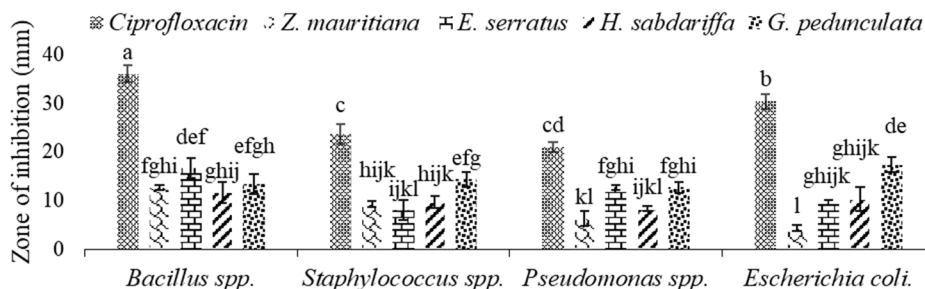 Ciprofloxacin Z. mauritiana E. serratus H. sabdariffa G. pedunculata
Zone of inhibition (mm)
40
30
20
10
0
a
fghi
def
ghij
efgh
c
hijk
ijkl
hijk
efg
cd
kl
fghi
ijkl
fghi
b
l
ghijk
ghijk
de
Bacillus spp.
Staphylococcus spp.
Pseudomonas spp.
Escherichia coli.